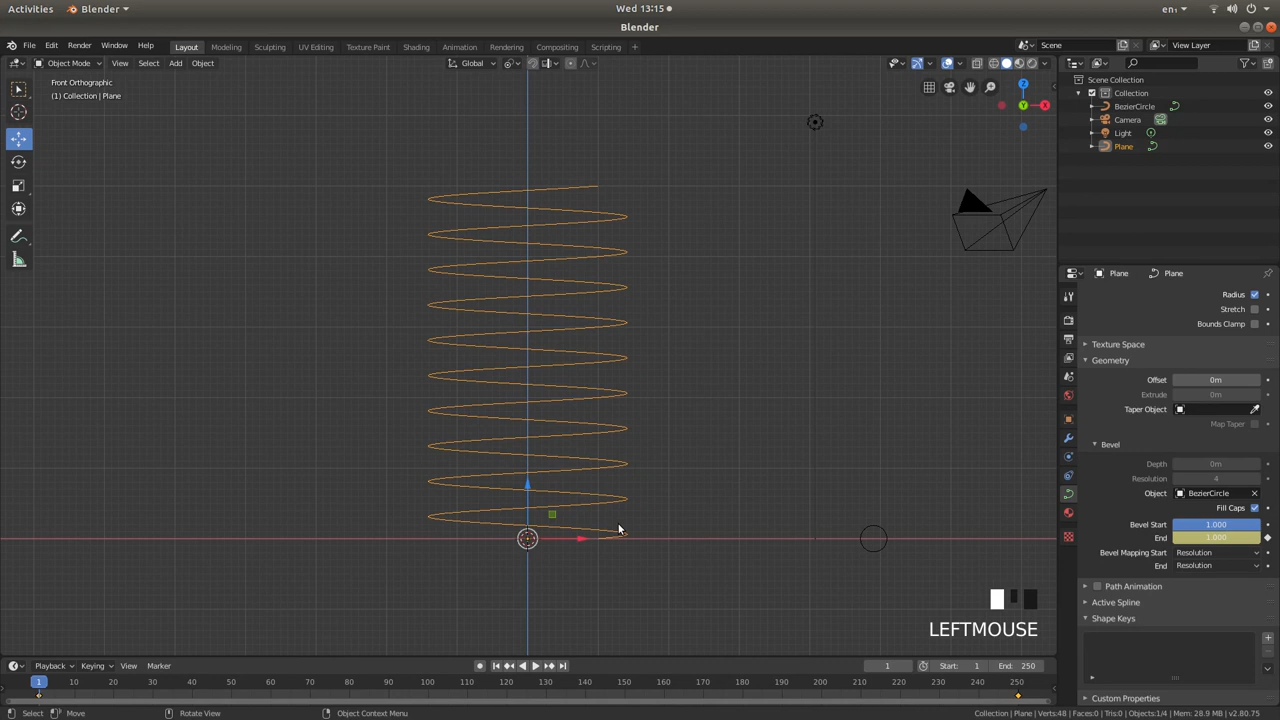 Activities Blender Wed 13:15 en₁
Blender
File Edit Render Window Help Layout Modeling Sculpting UV Editing Texture Paint Shading Animation Rendering Compositing Scripting + Scene View Layer
Object Mode View Select Add Object Global
Front Orthographic
(1) Collection | Plane
Z
Y
X
Scene Collection
Collection
BezierCircle
Camera
Light
Plane
Plane Plane
Radius
Stretch
Bounds Clamp
Texture Space
Geometry
Offset 0m
Extrude 0m
Taper Object
Map Taper
Bevel
Depth 0m
Resolution 4
Object BezierCircle
Fill Caps
Bevel Start 1.000
End 1.000
Bevel Mapping Start Resolution
End Resolution
Path Animation
Active Spline
Shape Keys
Custom Properties
LEFTMOUSE
Playback Keying View Marker 1 Start: 1 End: 250
1 10 20 30 40 50 60 70 80 90 100 110 120 130 140 150 160 170 180 190 200 210 220 230 240 250
Select Move Rotate View Object Context Menu Collection | Plane | Verts:48 | Faces:0 | Tris:0 | Objects:1/4 | Mem: 28.9 MB | v2.80.75